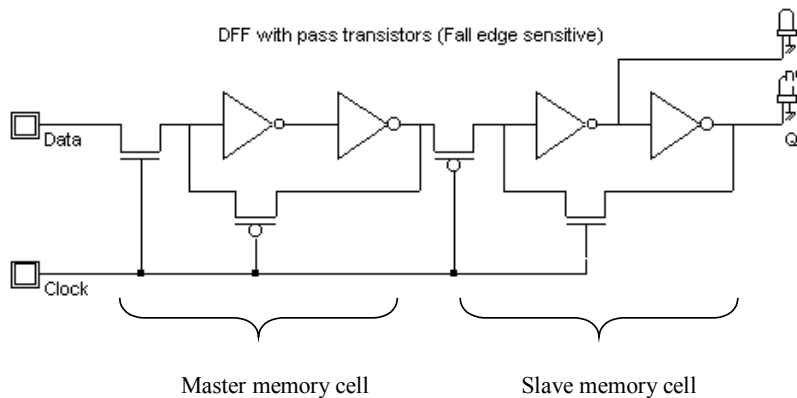 DFF with pass transistors (Fall edge sensitive)
Data
Q
Clock
Master memory cell
Slave memory cell